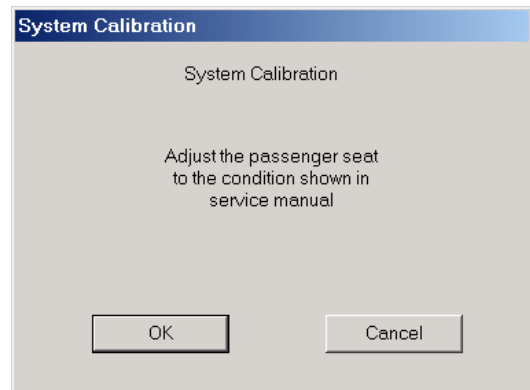 System Calibration
System Calibration
Adjust the passenger seat
to the condition shown in
service manual
OK
Cancel